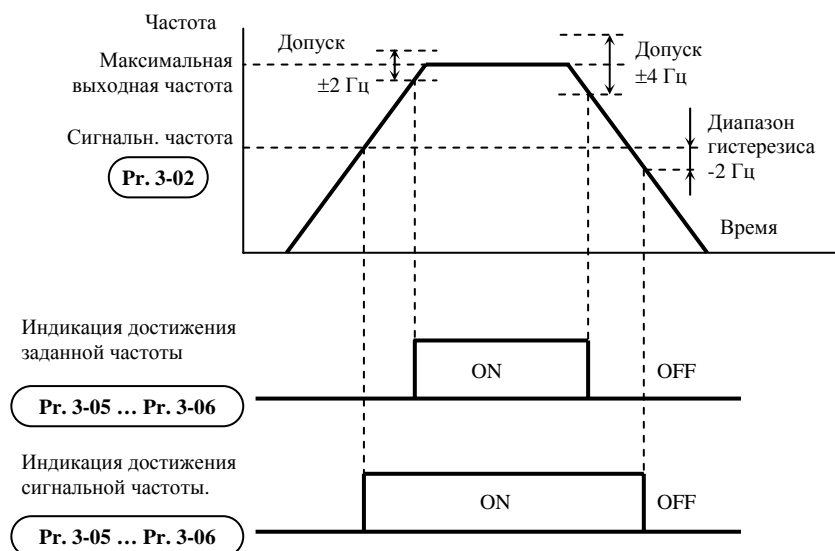 Частота
Допуск
±2 Гц
Допуск
±4 Гц
Максимальная
выходная частота
Сигнальн. частота
Pr. 3-02
Диапазон
гистерезиса
-2 Гц
Время
Индикация достижения
заданной частоты
ON
OFF
Pr. 3-05 … Pr. 3-06
Индикация достижения
сигнальной частоты.
ON
OFF
Pr. 3-05 … Pr. 3-06